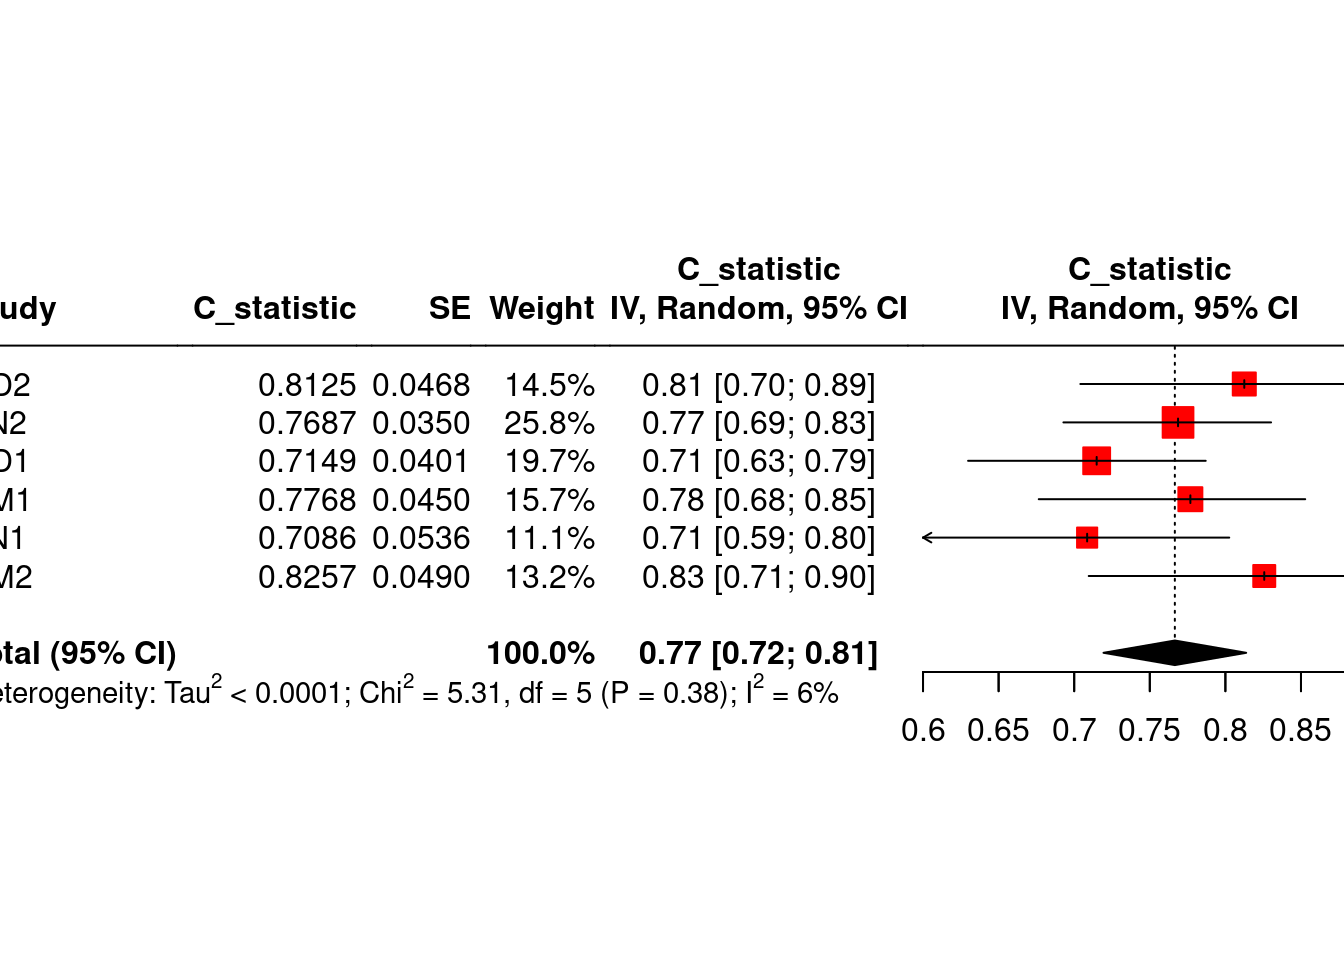 C_statistic C_statistic
udy C_statistic SE Weight IV, Random, 95% CI IV, Random, 95% CI
D2 0.8125 0.0468 14.5% 0.81 [0.70; 0.89]
N2 0.7687 0.0350 25.8% 0.77 [0.69; 0.83]
D1 0.7149 0.0401 19.7% 0.71 [0.63; 0.79]
M1 0.7768 0.0450 15.7% 0.78 [0.68; 0.85]
N1 0.7086 0.0536 11.1% 0.71 [0.59; 0.80]
M2 0.8257 0.0490 13.2% 0.83 [0.71; 0.90]
otal (95% CI) 100.0% 0.77 [0.72; 0.81]
eterogeneity: Tau² < 0.0001; Chi² = 5.31, df = 5 (P = 0.38); I² = 6%
0.6 0.65 0.7 0.75 0.8 0.85